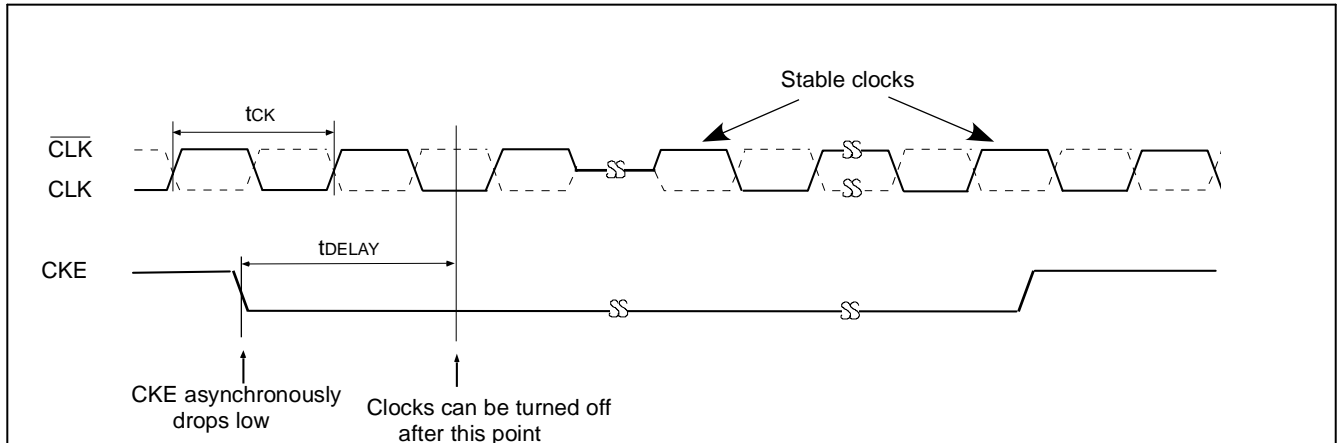 Stable clocks
tCK
CLK
CLK
tDELAY
CKE
CKE asynchronously
drops low
Clocks can be turned off
after this point